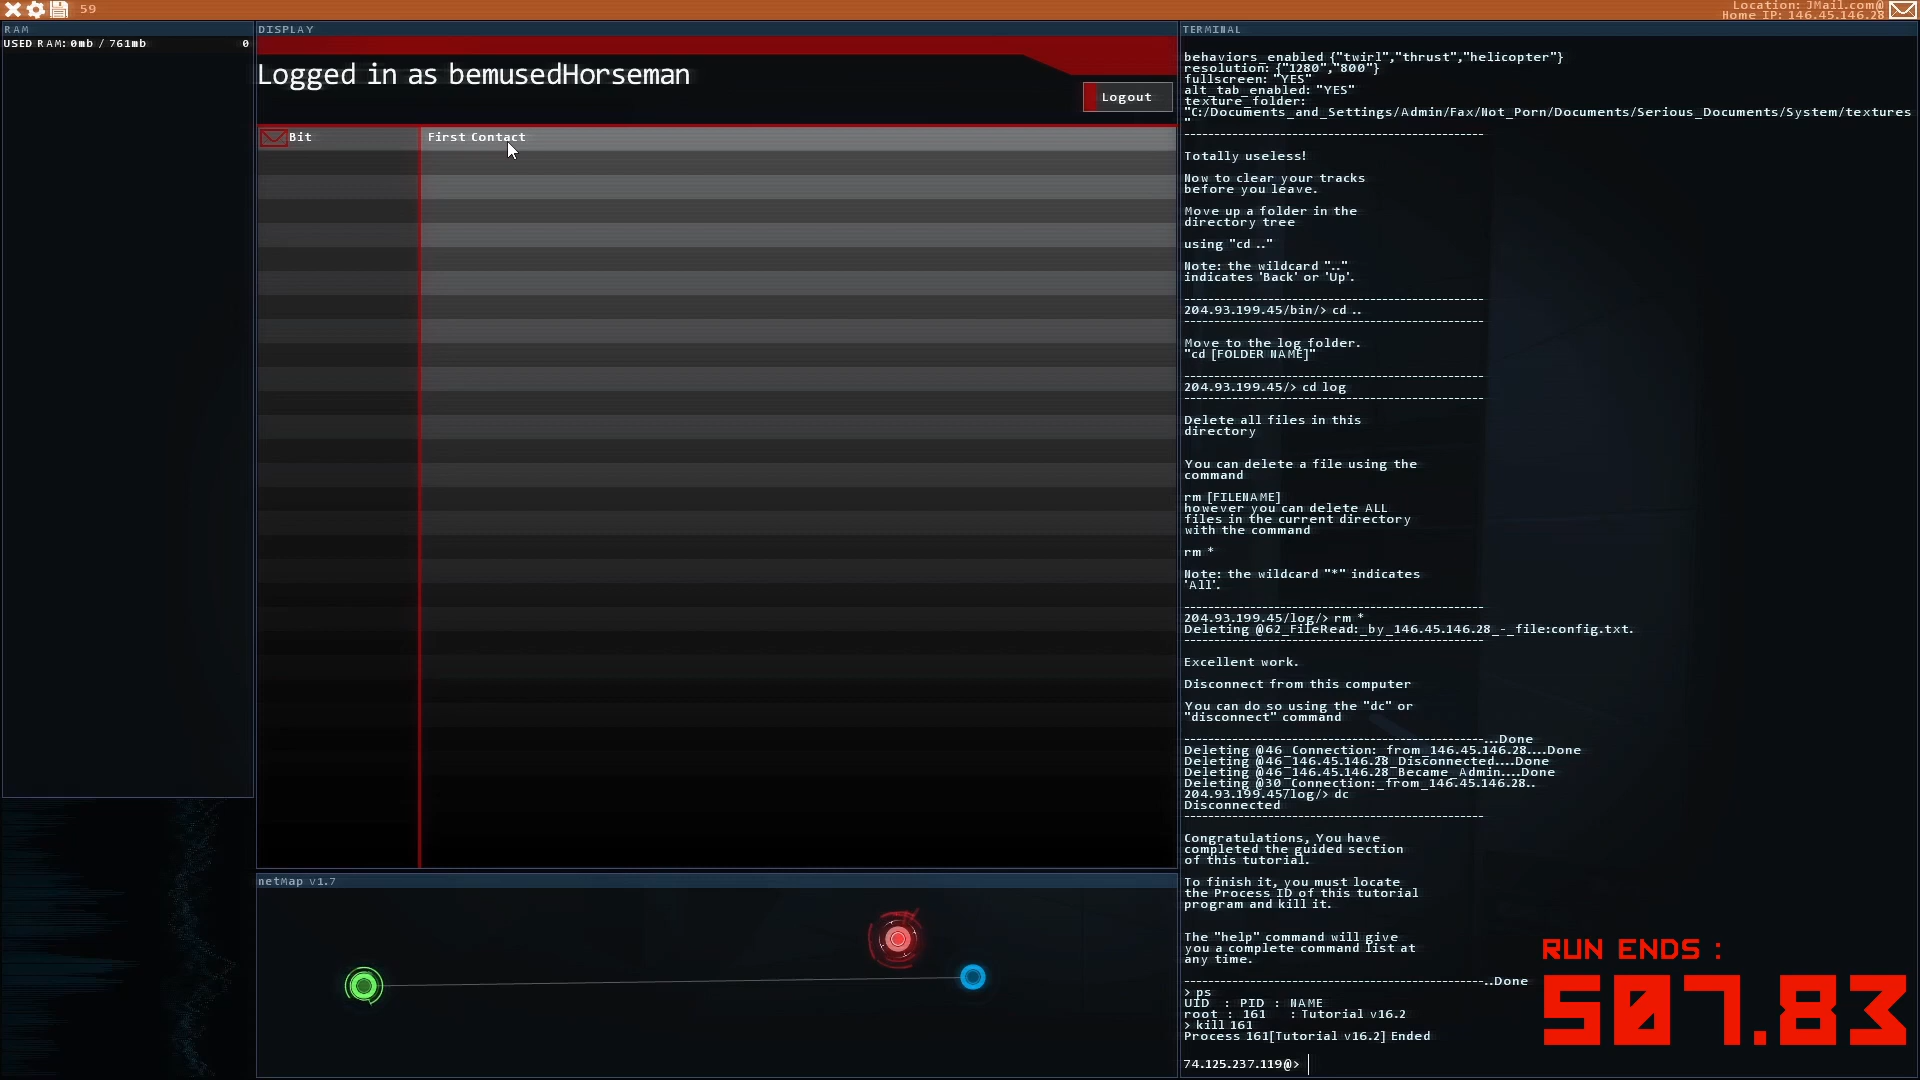 59
Location: JMail.com@
Home IP: 146.45.146.28
RAM
USED RAM: 0mb / 761mb
0
DISPLAY
Logged in as bemusedHorseman
Logout
Bit
First Contact
netMap v1.7
TERMINAL
behaviors_enabled {"twirl","thrust","helicopter"}
resolution: {"1280","800"}
fullscreen: "YES"
alt_tab_enabled: "YES"
texture_folder:
"C:/Documents_and_Settings/Admin/Fax/Not_Porn/Documents/Serious_Documents/System/textures
"
--------------------------------------------------
Totally useless!
Now to clear your tracks
before you leave.
Move up a folder in the
directory tree
using "cd .."
Note: the wildcard ".."
indicates 'Back' or 'Up'.
--------------------------------------------------
204.93.199.45/bin/> cd ..
--------------------------------------------------
Move to the log folder.
"cd [FOLDER NAME]"
--------------------------------------------------
204.93.199.45/> cd log
--------------------------------------------------
Delete all files in this
directory
You can delete a file using the
command
rm [FILENAME]
however you can delete ALL
files in the current directory
with the command
rm *
Note: the wildcard "*" indicates
'All'.
--------------------------------------------------
204.93.199.45/log/> rm *
Deleting @62_FileRead:_by_146.45.146.28_-_file:config.txt.
--------------------------------------------------
Excellent work.
Disconnect from this computer
You can do so using the "dc" or
"disconnect" command
--------------------------------------------------...Done
Deleting @46_Connection:_from_146.45.146.28....Done
Deleting @46_146.45.146.28_Disconnected....Done
Deleting @46_146.45.146.28_Became_Admin....Done
Deleting @30_Connection:_from_146.45.146.28..
204.93.199.45/log/> dc
Disconnected
--------------------------------------------------
Congratulations, You have
completed the guided section
of this tutorial.
To finish it, you must locate
the Process ID of this tutorial
program and kill it.
The "help" command will give
you a complete command list at
any time.
--------------------------------------------------..Done
> ps
UID : PID : NAME
root : 161 : Tutorial v16.2
> kill 161
Process 161[Tutorial v16.2] Ended
74.125.237.119@>
RUN ENDS :
507.83